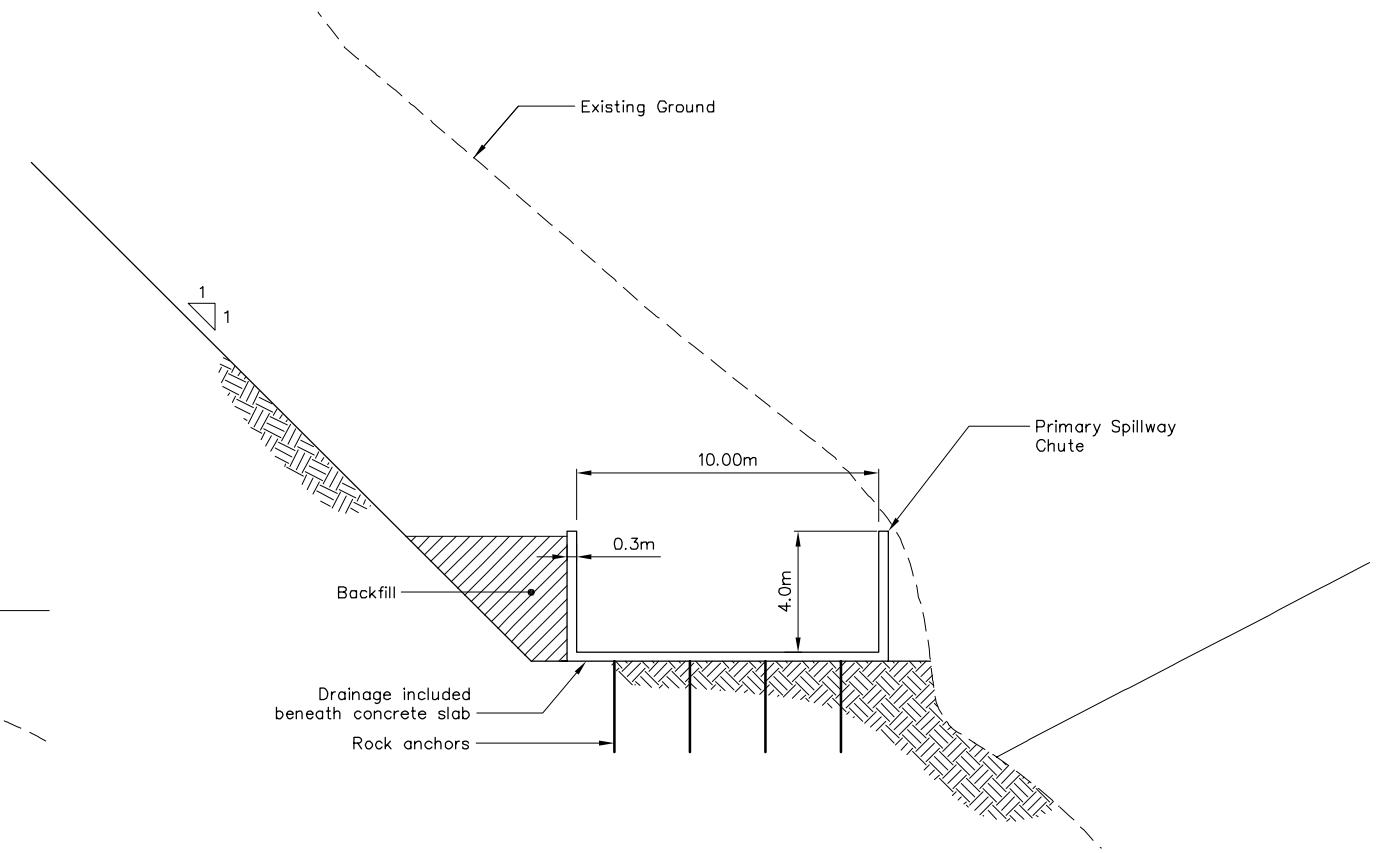 Existing Ground
1
1
Primary Spillway
Chute
10.00m
0.3m
4.0m
Backfill
Drainage included
beneath concrete slab
Rock anchors